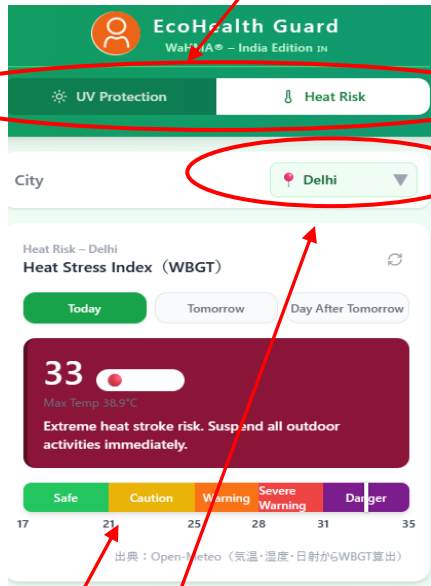 EcoHealth Guard
WaHMA® – India Edition IN
UV Protection
Heat Risk
City
Delhi
Heat Risk – Delhi
Heat Stress Index（WBGT）
Today
Tomorrow
Day After Tomorrow
33
Max Temp 38.9°C
Extreme heat stroke risk. Suspend all outdoor
activities immediately.
Safe
Caution
Warning
Severe
Warning
Danger
17 21 25 28 31 35
出典：Open-Meteo（気温・湿度・日射からWBGT算出）